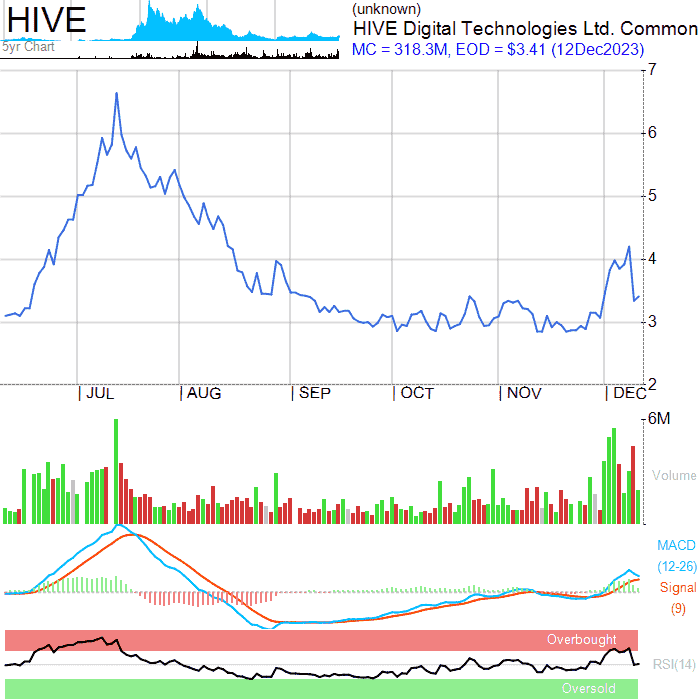 HIVE
5yr Chart
(unknown)
HIVE Digital Technologies Ltd. Common
MC = 318.3M, EOD = $3.41 (12Dec2023)
7
6
5
4
3
2
JUL
AUG
SEP
OCT
NOV
DEC
6M
Volume
MACD
(12-26)
Signal
(9)
Overbought
RSI(14)
Oversold